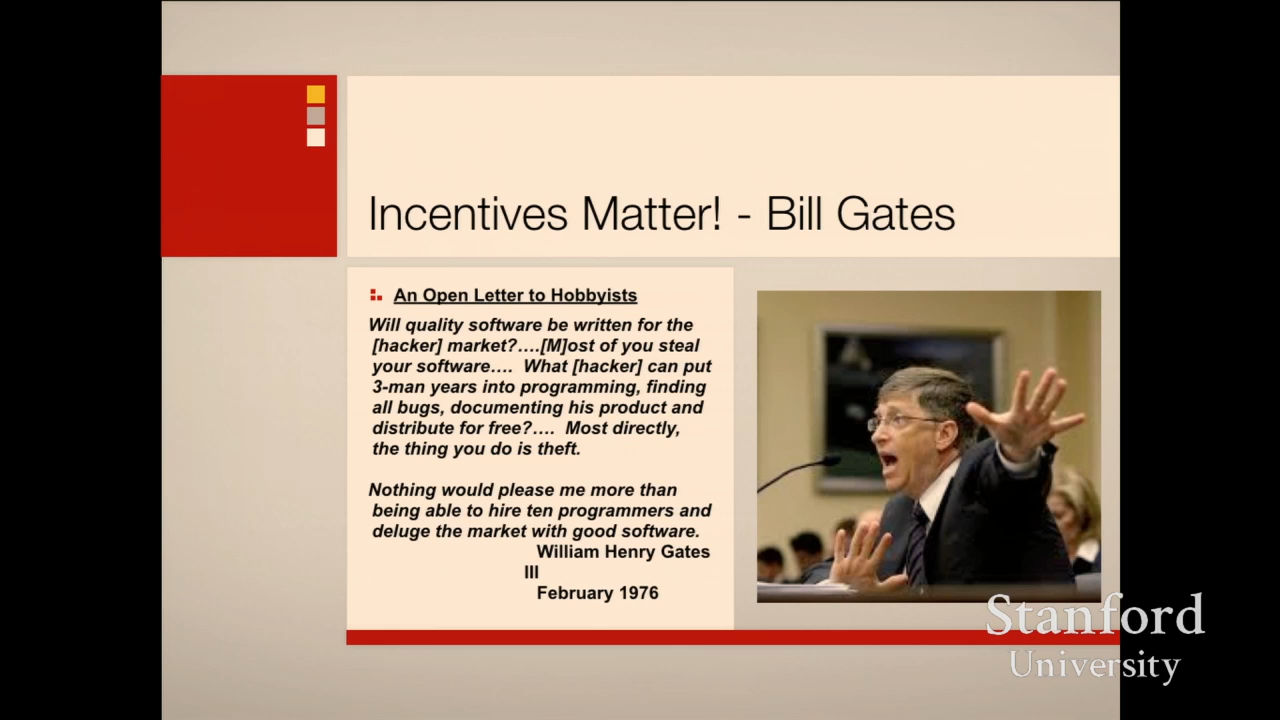 Incentives Matter! - Bill Gates
An Open Letter to Hobbyists
Will quality software be written for the
[hacker] market?....[M]ost of you steal
your software.... What [hacker] can put
3-man years into programming, finding
all bugs, documenting his product and
distribute for free?.... Most directly,
the thing you do is theft.
Nothing would please me more than
being able to hire ten programmers and
deluge the market with good software.
William Henry Gates
III
February 1976
Stanford
University